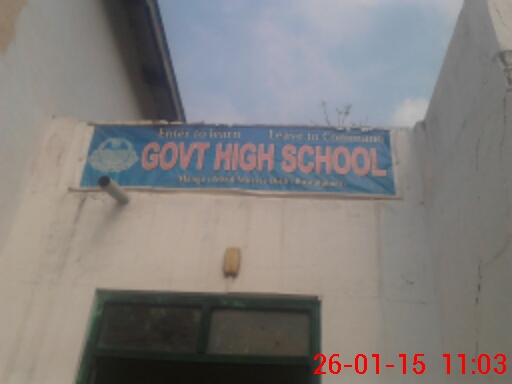 Enter to learn Leave to Command
GOVT HIGH SCHOOL
26-01-15 11:03